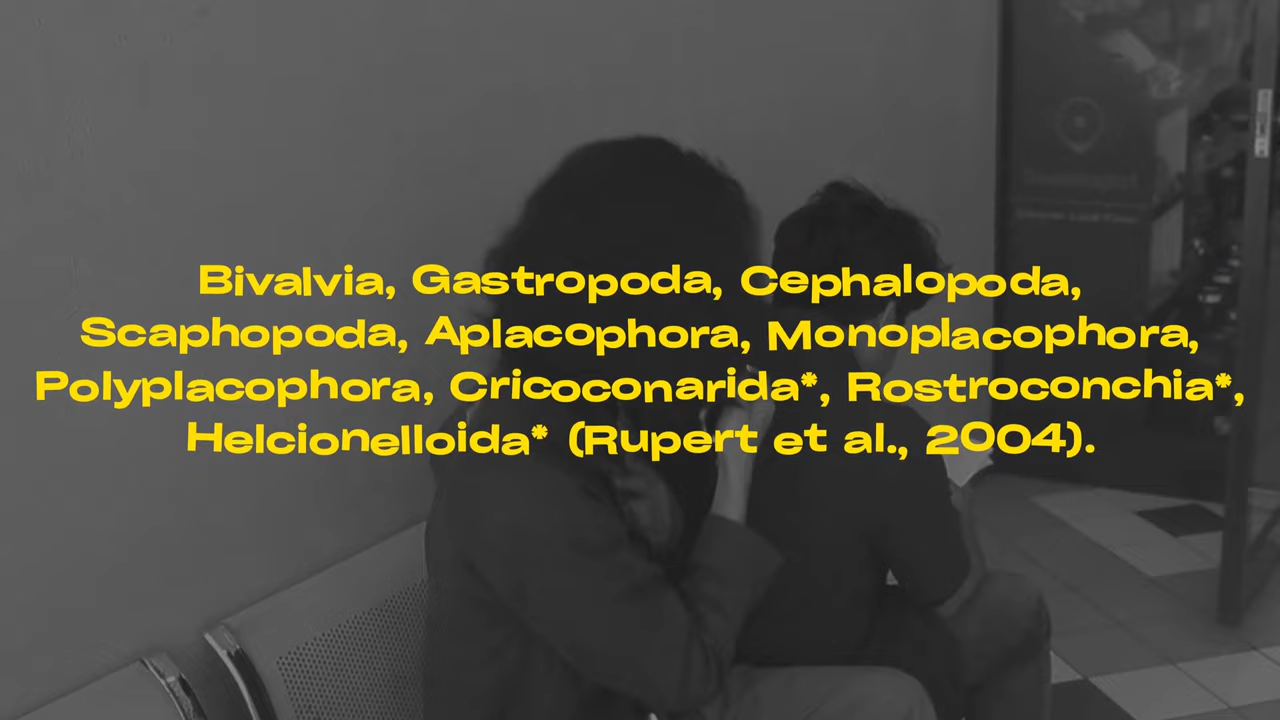 Bivalvia, Gastropoda, Cephalopoda,
Scaphopoda, Aplacophora, Monoplacophora,
Polyplacophora, Cricoconarida*, Rostroconchia*,
Helcionelloida* (Rupert et al., 2004).